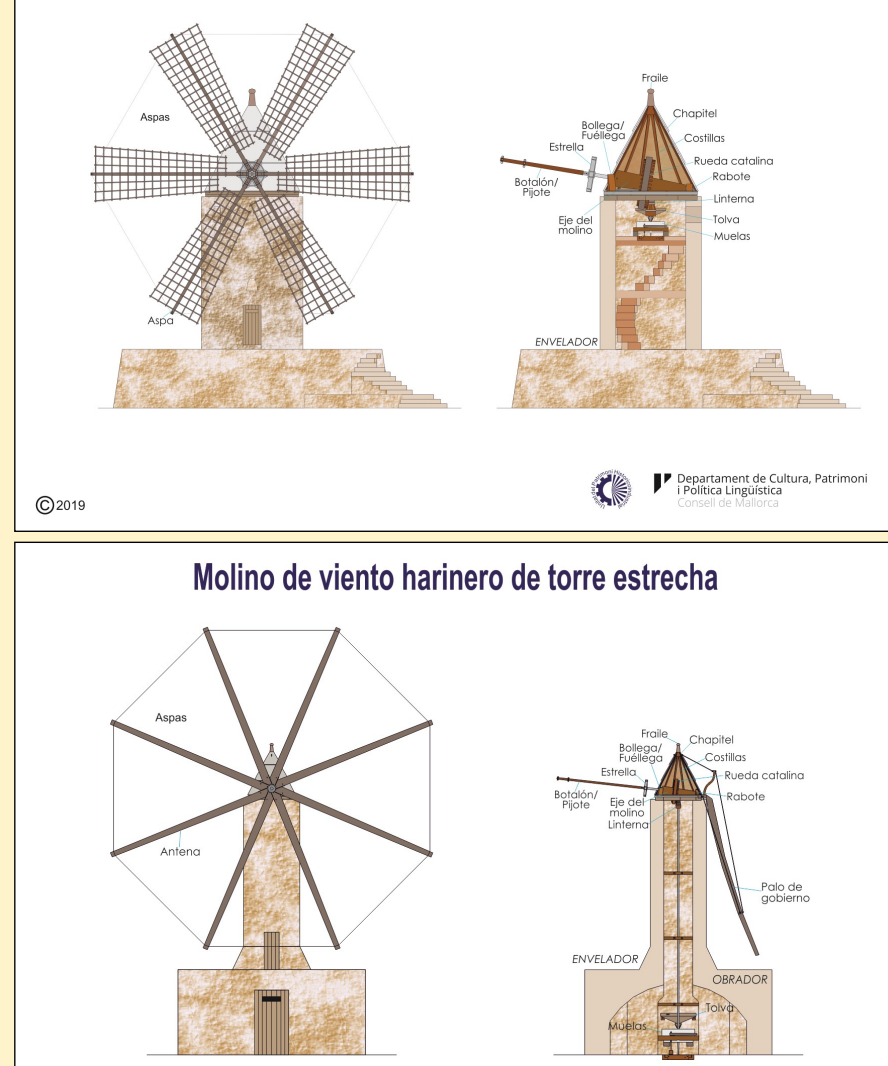 Aspas
Aspa
Fraile
Chapitel
Bollega/
Fuéllega
Costillas
Estrella
Rueda catalina
Rabote
Botalón/
Pijote
Linterna
Eje del
molino
Tolva
Muelas
ENVELADOR
©2019
Departament de Cultura, Patrimoni
i Política Lingüística
Consell de Mallorca
Molino de viento harinero de torre estrecha
Aspas
Antena
Fraile
Chapitel
Bollega/
Fuéllega
Costillas
Estrella
Rueda catalina
Botalón/
Pijote
Rabote
Eje del
molino
Linterna
Palo de
gobierno
ENVELADOR
OBRADOR
Tolva
Muelas